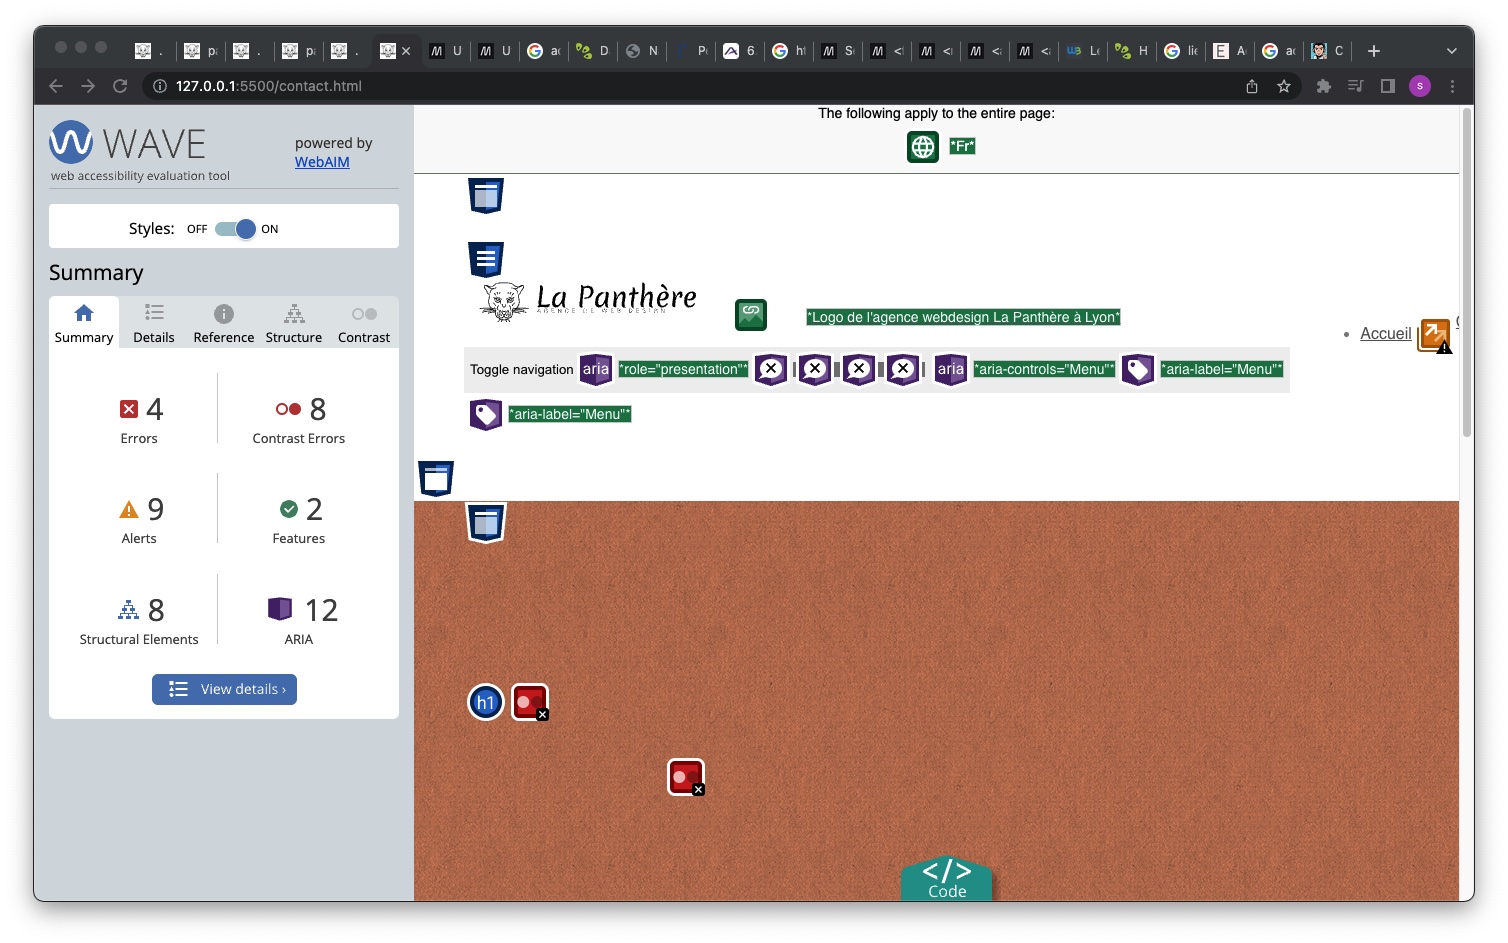 127.0.0.1:5500/contact.html
S
WAVE
web accessibility evaluation tool
powered by
WebAIM
Styles: OFF ON
Summary
Summary Details Reference Structure Contrast
4
Errors
8
Contrast Errors
9
Alerts
2
Features
8
Structural Elements
12
ARIA
View details ›
The following apply to the entire page:
*Fr*
La Panthère
AGENCE DE WEB DESIGN
*Logo de l'agence webdesign La Panthère à Lyon*
Accueil
Toggle navigation aria *role="presentation"* aria *aria-controls="Menu"* *aria-label="Menu"*
*aria-label="Menu"*
h1
</>
Code